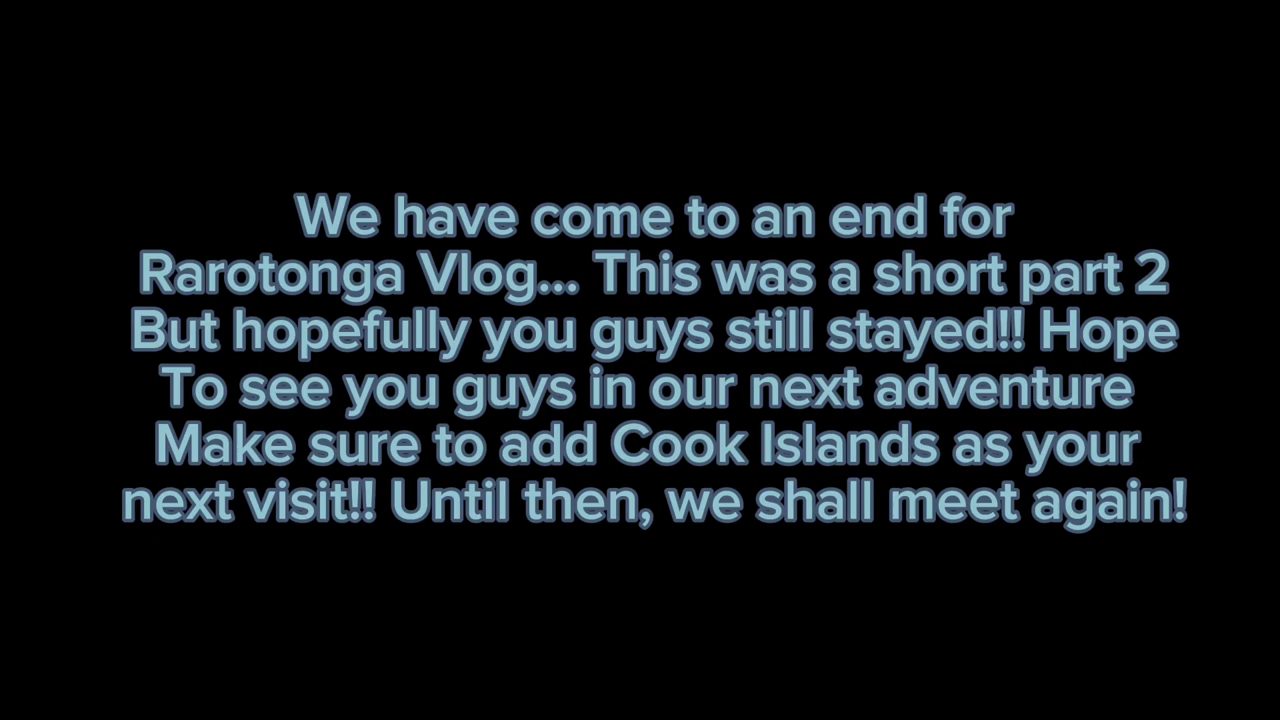 We have come to an end for
Rarotonga Vlog... This was a short part 2
But hopefully you guys still stayed!! Hope
To see you guys in our next adventure
Make sure to add Cook Islands as your
next visit!! Until then, we shall meet again!